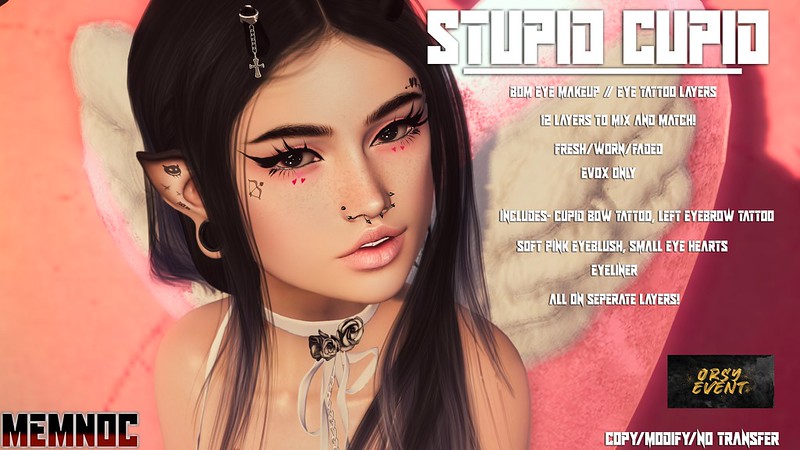 STUPID CUPID
BOM EYE MAKEUP // EYE TATTOO LAYERS
12 LAYERS TO MIX AND MATCH!
FRESH/WORN/FADED
EVOX ONLY
INCLUDES- CUPID BOW TATTOO, LEFT EYEBROW TATTOO
SOFT PINK EYEBLUSH, SMALL EYE HEARTS
EYELINER
ALL ON SEPERATE LAYERS!
ORSY
EVENT
MEMNOC
COPY/MODIFY/NO TRANSFER